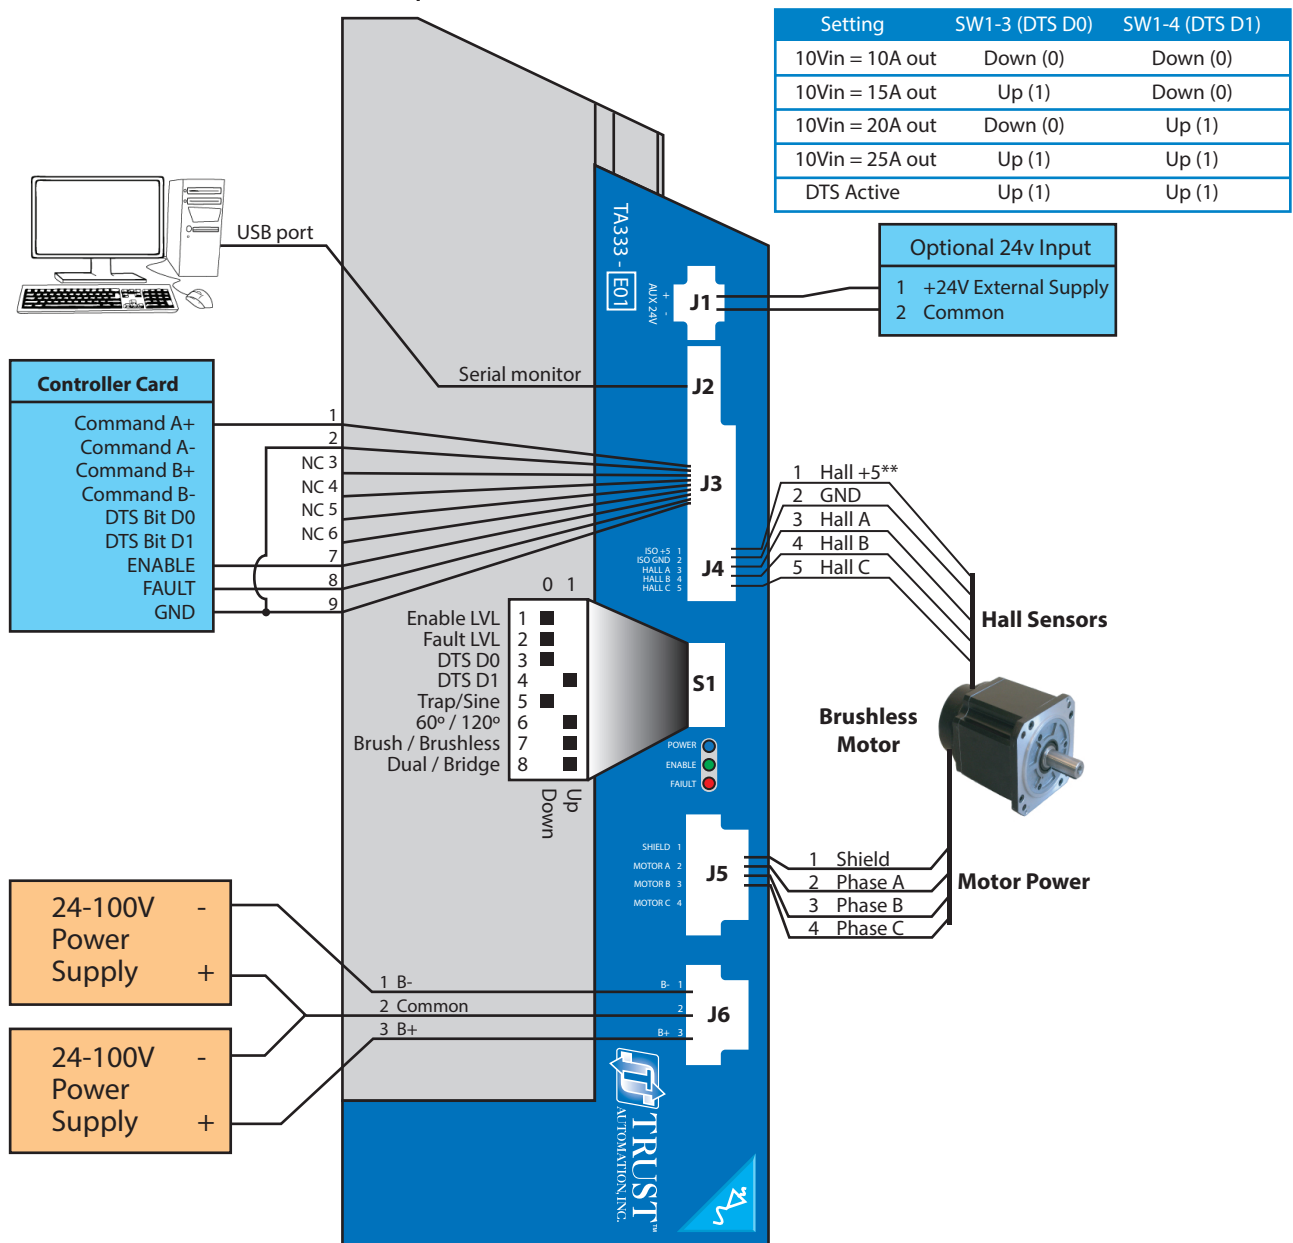 Setting SW1-3 (DTS D0) SW1-4 (DTS D1)
10Vin = 10A out Down (0) Down (0)
10Vin = 15A out Up (1) Down (0)
10Vin = 20A out Down (0) Up (1)
10Vin = 25A out Up (1) Up (1)
DTS Active Up (1) Up (1)
USB port
TA333 - E01
AUX 24V
+
-
J1
Optional 24v Input
1 +24V External Supply
2 Common
Serial monitor
J2
Controller Card
Command A+
Command A-
Command B+
Command B-
DTS Bit D0
DTS Bit D1
ENABLE
FAULT
GND
1
2
NC 3
NC 4
NC 5
NC 6
7
8
9
J3
ISO +5 1
ISO GND 2
HALL A 3
HALL B 4
HALL C 5
J4
1 Hall +5**
2 GND
3 Hall A
4 Hall B
5 Hall C
Hall Sensors
0 1
Enable LVL 1
Fault LVL 2
DTS D0 3
DTS D1 4
Trap/Sine 5
60º / 120º 6
Brush / Brushless 7
Dual / Bridge 8
Down
Up
S1
POWER
ENABLE
FAIULT
Brushless
Motor
SHIELD 1
MOTOR A 2
MOTOR B 3
MOTOR C 4
J5
1 Shield
2 Phase A
3 Phase B
4 Phase C
Motor Power
24-100V -
Power
Supply +
24-100V -
Power
Supply +
1 B-
2 Common
3 B+
B- 1
2
B+ 3
J6
TRUST™
AUTOMATION, INC.